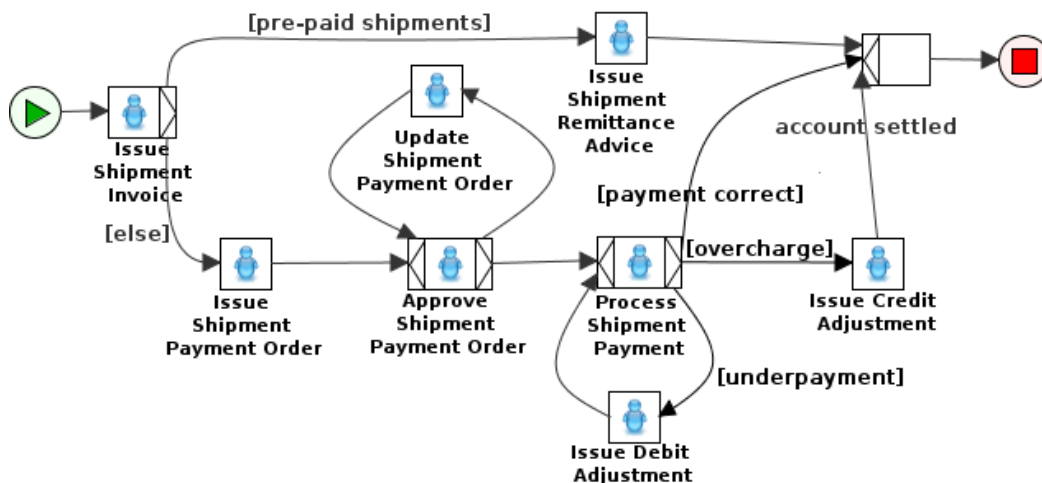 [pre-paid shipments]
Issue
Shipment
Remittance
Advice
account settled
Issue
Shipment
Invoice
Update
Shipment
Payment Order
[payment correct]
[else]
[overcharge]
Issue
Shipment
Payment Order
Approve
Shipment
Payment Order
Process
Shipment
Payment
Issue Credit
Adjustment
[underpayment]
Issue Debit
Adjustment